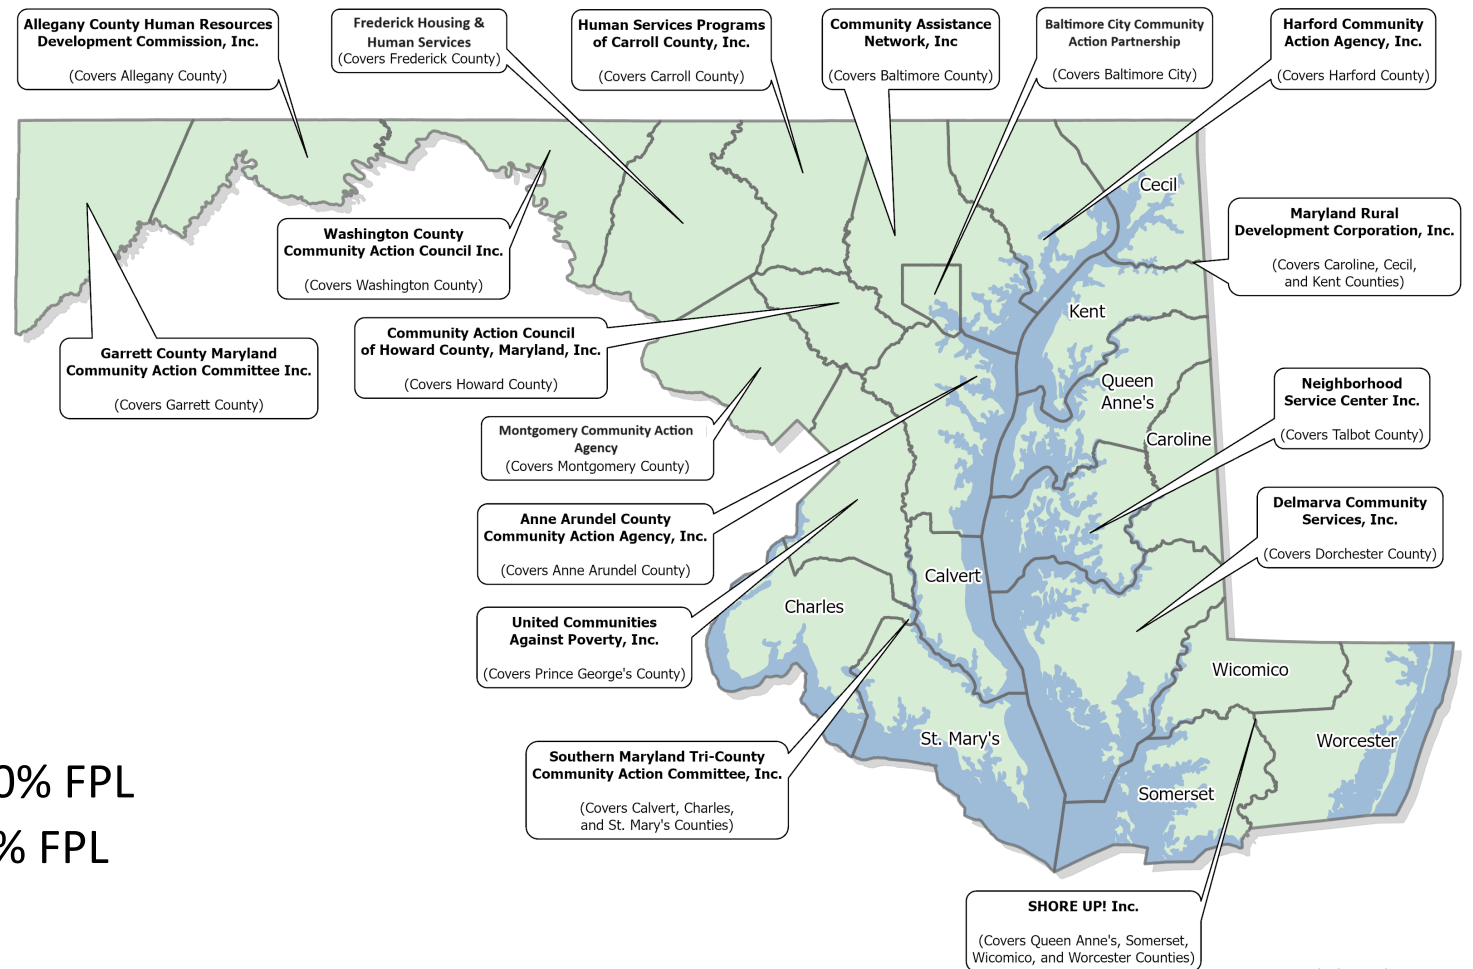 Allegany County Human Resources
Development Commission, Inc.
(Covers Allegany County)
Frederick Housing &
Human Services
(Covers Frederick County)
Human Services Programs
of Carroll County, Inc.
(Covers Carroll County)
Community Assistance
Network, Inc
(Covers Baltimore County)
Baltimore City Community
Action Partnership
(Covers Baltimore City)
Harford Community
Action Agency, Inc.
(Covers Harford County)
Cecil
Maryland Rural
Development Corporation, Inc.
(Covers Caroline, Cecil,
and Kent Counties)
Washington County
Community Action Council Inc.
(Covers Washington County)
Kent
Community Action Council
of Howard County, Maryland, Inc.
(Covers Howard County)
Garrett County Maryland
Community Action Committee Inc.
(Covers Garrett County)
Queen
Anne's
Neighborhood
Service Center Inc.
(Covers Talbot County)
Caroline
Montgomery Community Action
Agency
(Covers Montgomery County)
Delmarva Community
Services, Inc.
(Covers Dorchester County)
Anne Arundel County
Community Action Agency, Inc.
(Covers Anne Arundel County)
Calvert
Charles
United Communities
Against Poverty, Inc.
(Covers Prince George's County)
Wicomico
St. Mary's
Worcester
Southern Maryland Tri-County
Community Action Committee, Inc.
(Covers Calvert, Charles,
and St. Mary's Counties)
Somerset
0% FPL
% FPL
SHORE UP! Inc.
(Covers Queen Anne's, Somerset,
Wicomico, and Worcester Counties)